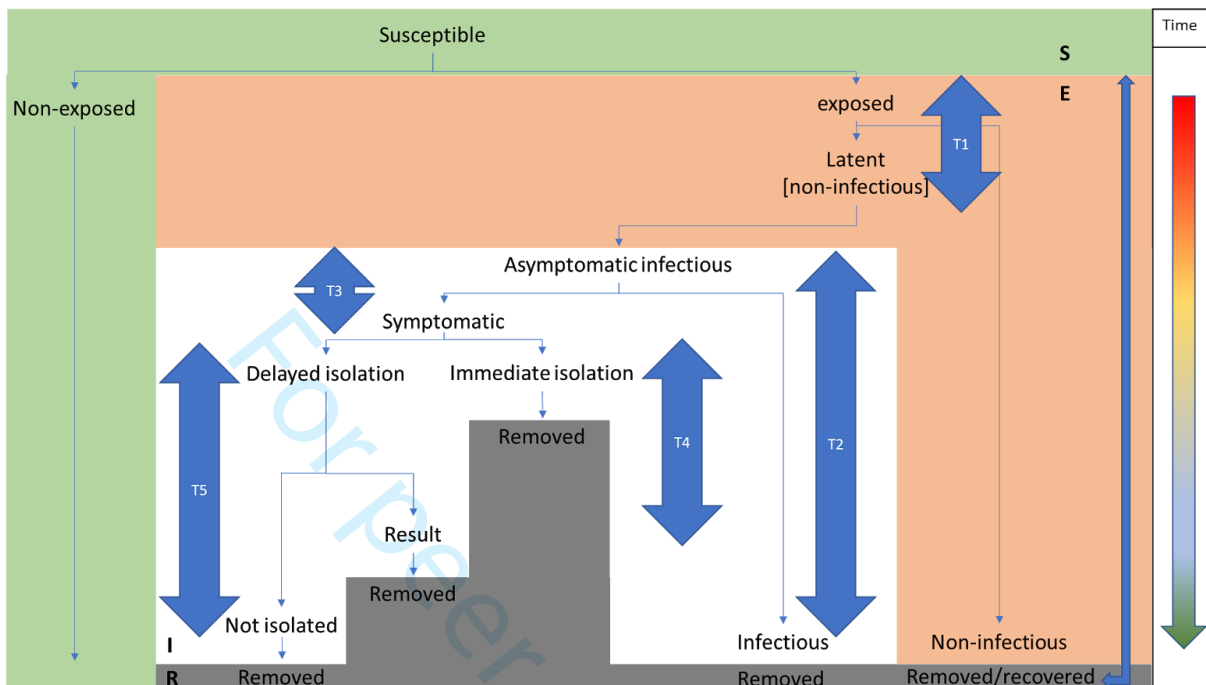 Time
Susceptible
S
E
Non-exposed
exposed
T1
Latent
[non-infectious]
Asymptomatic infectious
T3
Symptomatic
Delayed isolation
Immediate isolation
Removed
T4
T2
T5
Result
Removed
Not isolated
Infectious
Non-infectious
I
R
Removed
Removed
Removed/recovered
For peer